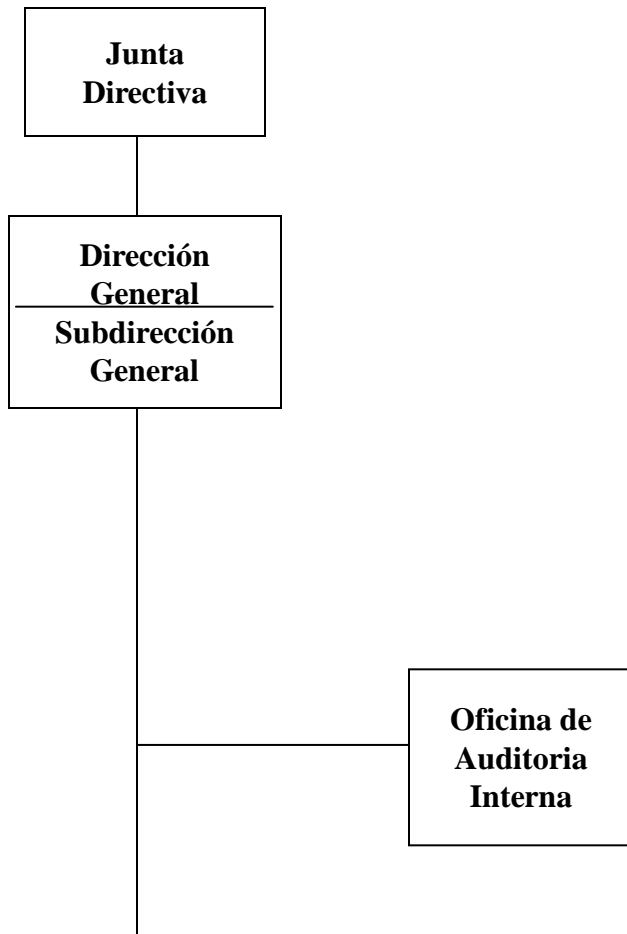 Junta
Directiva
Dirección
General
Subdirección
General
Oficina de
Auditoria
Interna